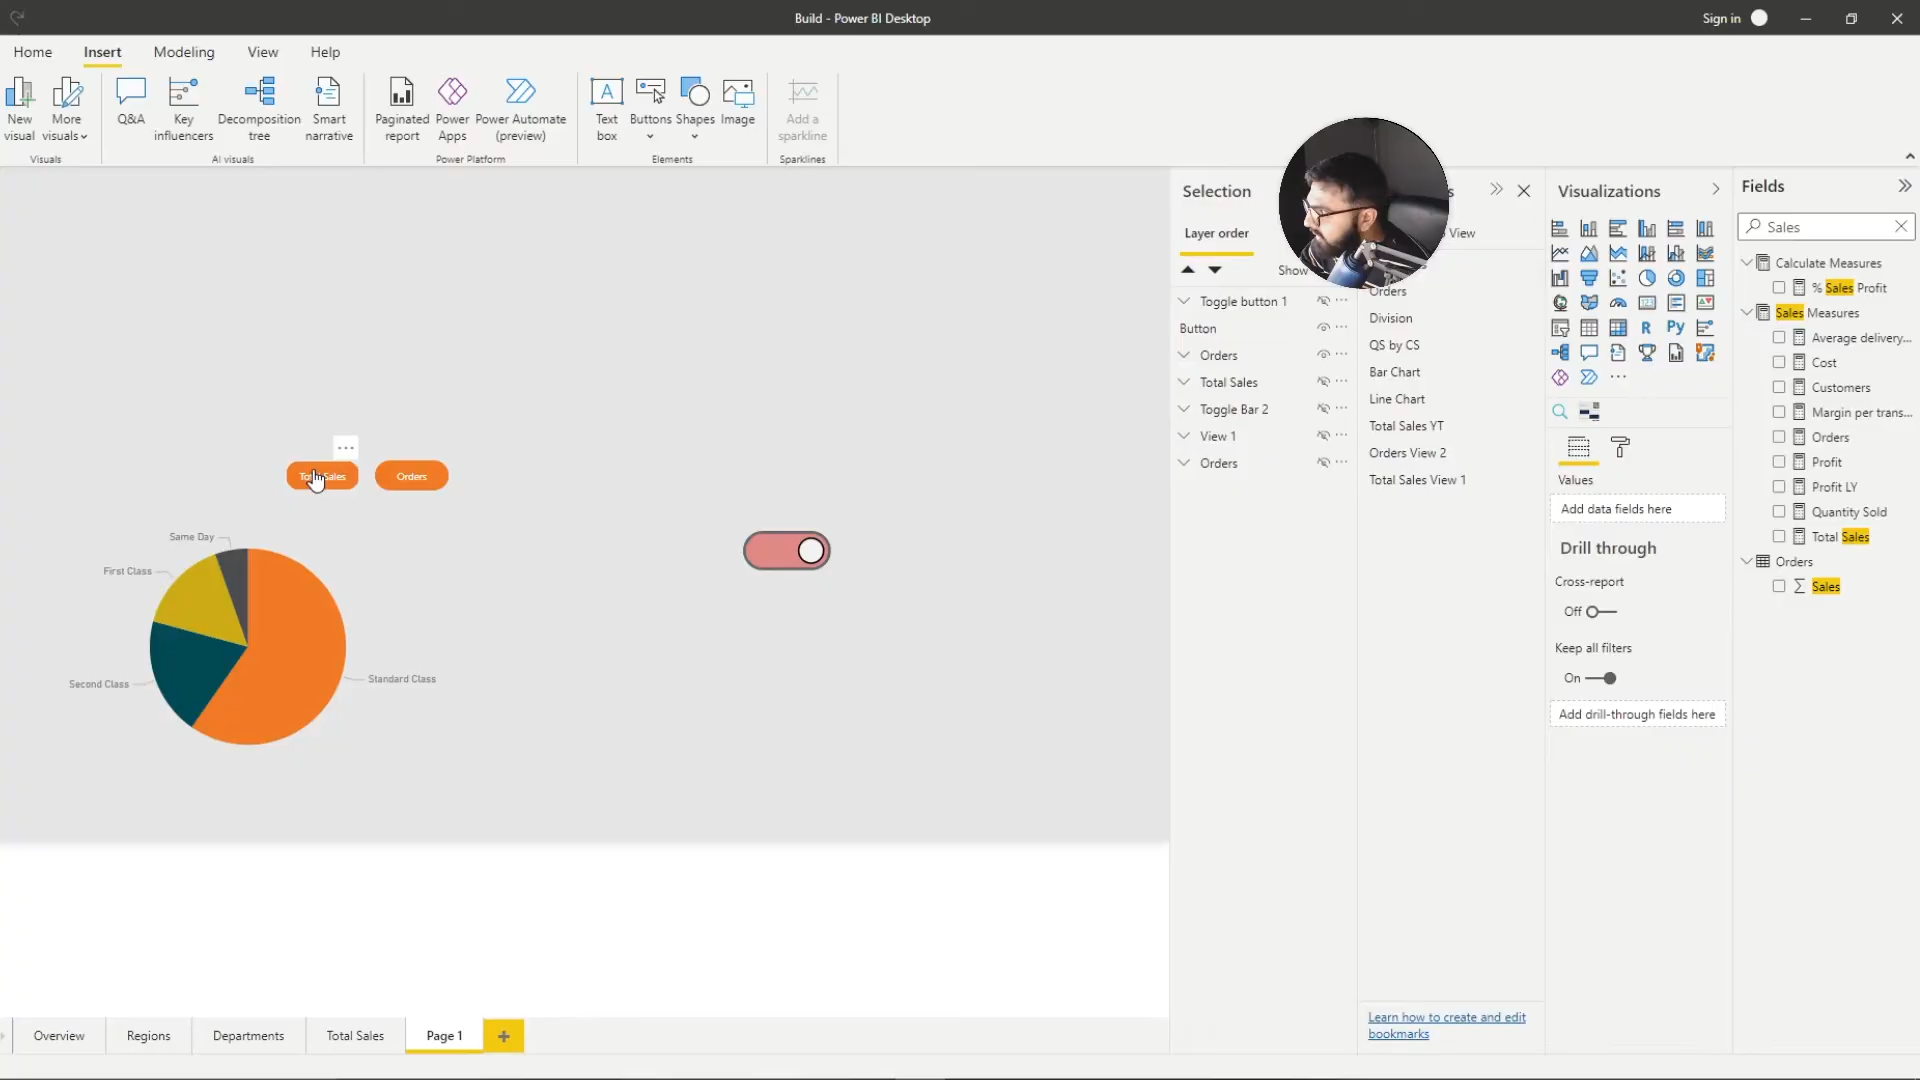 Build - Power BI Desktop
Sign in
Home
Insert
Modeling
View
Help
New visual
More visuals
Q&A
Key influencers
Decomposition tree
Smart narrative
Paginated report
Power Apps
Power Automate (preview)
Text box
Buttons
Shapes
Image
Add a sparkline
Visuals
AI visuals
Power Platform
Elements
Sparklines
Total Sales
Orders
Same Day
First Class
Second Class
Standard Class
Selection
Layer order
Show
Toggle button 1
Button
Orders
Total Sales
Toggle Bar 2
View 1
Orders
s
View
Orders
Division
QS by CS
Bar Chart
Line Chart
Total Sales YT
Orders View 2
Total Sales View 1
Learn how to create and edit
bookmarks
Visualizations
R
Py
Values
Add data fields here
Drill through
Cross-report
Off
Keep all filters
On
Add drill-through fields here
Fields
Sales
Calculate Measures
% Sales Profit
Sales Measures
Average delivery...
Cost
Customers
Margin per trans...
Orders
Profit
Profit LY
Quantity Sold
Total Sales
Orders
Sales
Overview
Regions
Departments
Total Sales
Page 1